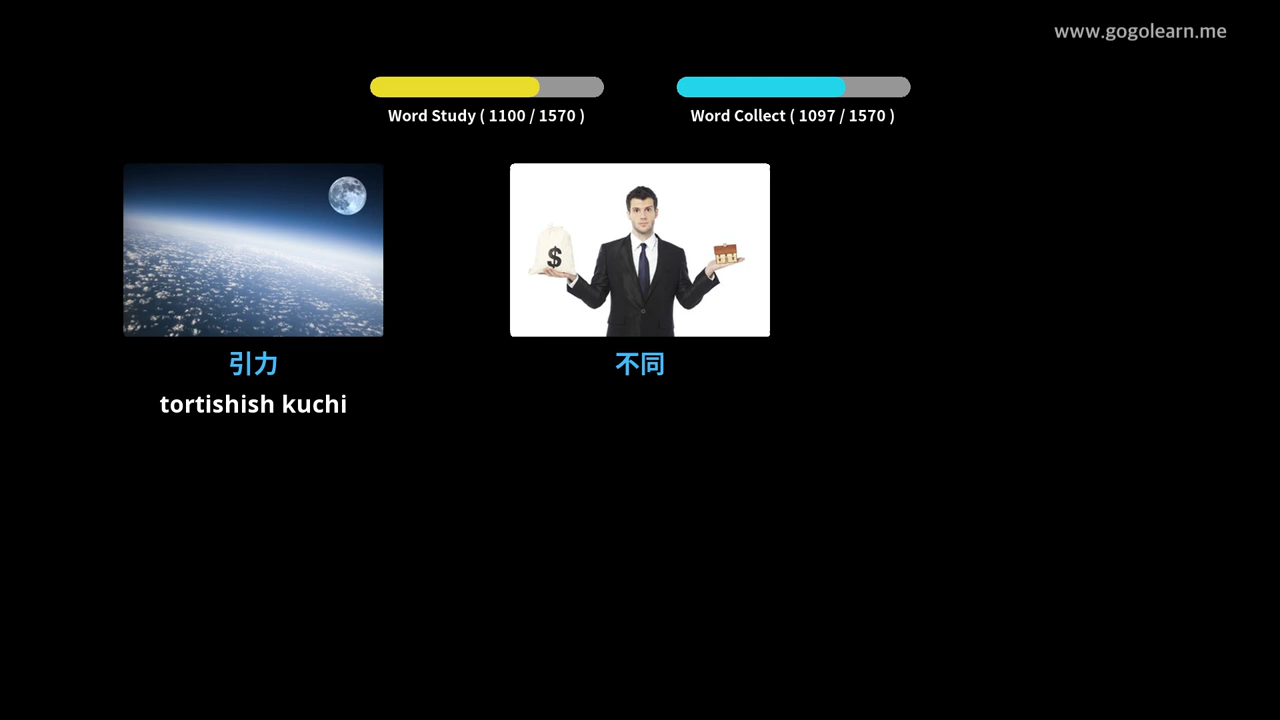 www.gogolearn.me
Word Study ( 1100 / 1570 )
Word Collect ( 1097 / 1570 )
$
引力
不同
tortishish kuchi